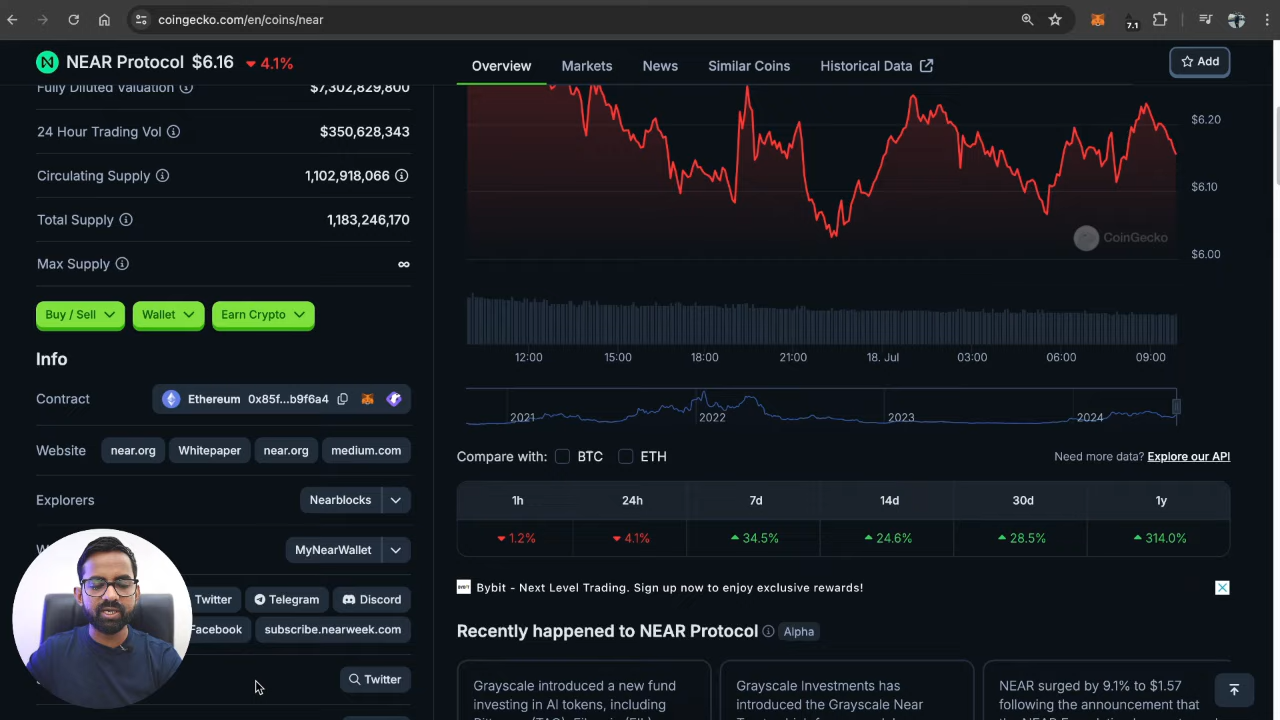 coingecko.com/en/coins/near
7.1
NEAR Protocol $6.16 4.1%
Overview Markets News Similar Coins Historical Data
Add
Fully Diluted Valuation $7,302,829,800
24 Hour Trading Vol $350,628,343
Circulating Supply 1,102,918,066
Total Supply 1,183,246,170
Max Supply ∞
Buy / Sell Wallet Earn Crypto
Info
Contract Ethereum 0x85f...b9f6a4
Website near.org Whitepaper near.org medium.com
Explorers Nearblocks
MyNearWallet
Twitter Telegram Discord
Facebook subscribe.nearweek.com
Twitter
$6.20
$6.10
CoinGecko
$6.00
12:00 15:00 18:00 21:00 18. Jul 03:00 06:00 09:00
2021 2022 2023 2024
Compare with: BTC ETH Need more data? Explore our API
1h 24h 7d 14d 30d 1y
1.2% 4.1% 34.5% 24.6% 28.5% 314.0%
Bybit - Next Level Trading. Sign up now to enjoy exclusive rewards!
Recently happened to NEAR Protocol Alpha
Grayscale introduced a new fund
investing in AI tokens, including
Grayscale Investments has
introduced the Grayscale Near
NEAR surged by 9.1% to $1.57
following the announcement that